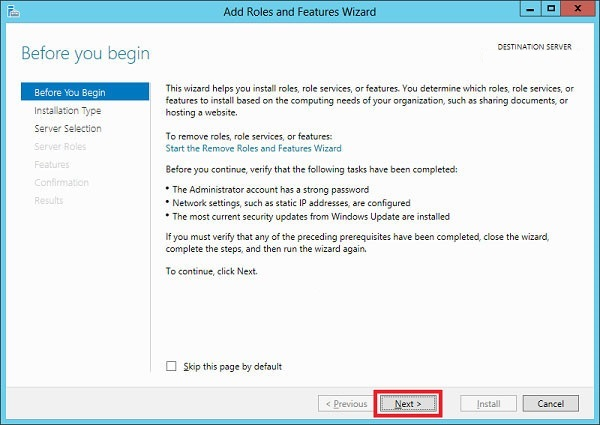 Add Roles and Features Wizard
Before you begin
DESTINATION SERVER
Before You Begin
Installation Type
Server Selection
Server Roles
Features
Confirmation
Results
This wizard helps you install roles, role services, or features. You determine which roles, role services, or
features to install based on the computing needs of your organization, such as sharing documents, or
hosting a website.
To remove roles, role services, or features:
Start the Remove Roles and Features Wizard
Before you continue, verify that the following tasks have been completed:
• The Administrator account has a strong password
• Network settings, such as static IP addresses, are configured
• The most current security updates from Windows Update are installed
If you must verify that any of the preceding prerequisites have been completed, close the wizard,
complete the steps, and then run the wizard again.
To continue, click Next.
Skip this page by default
< Previous
Next >
Install
Cancel